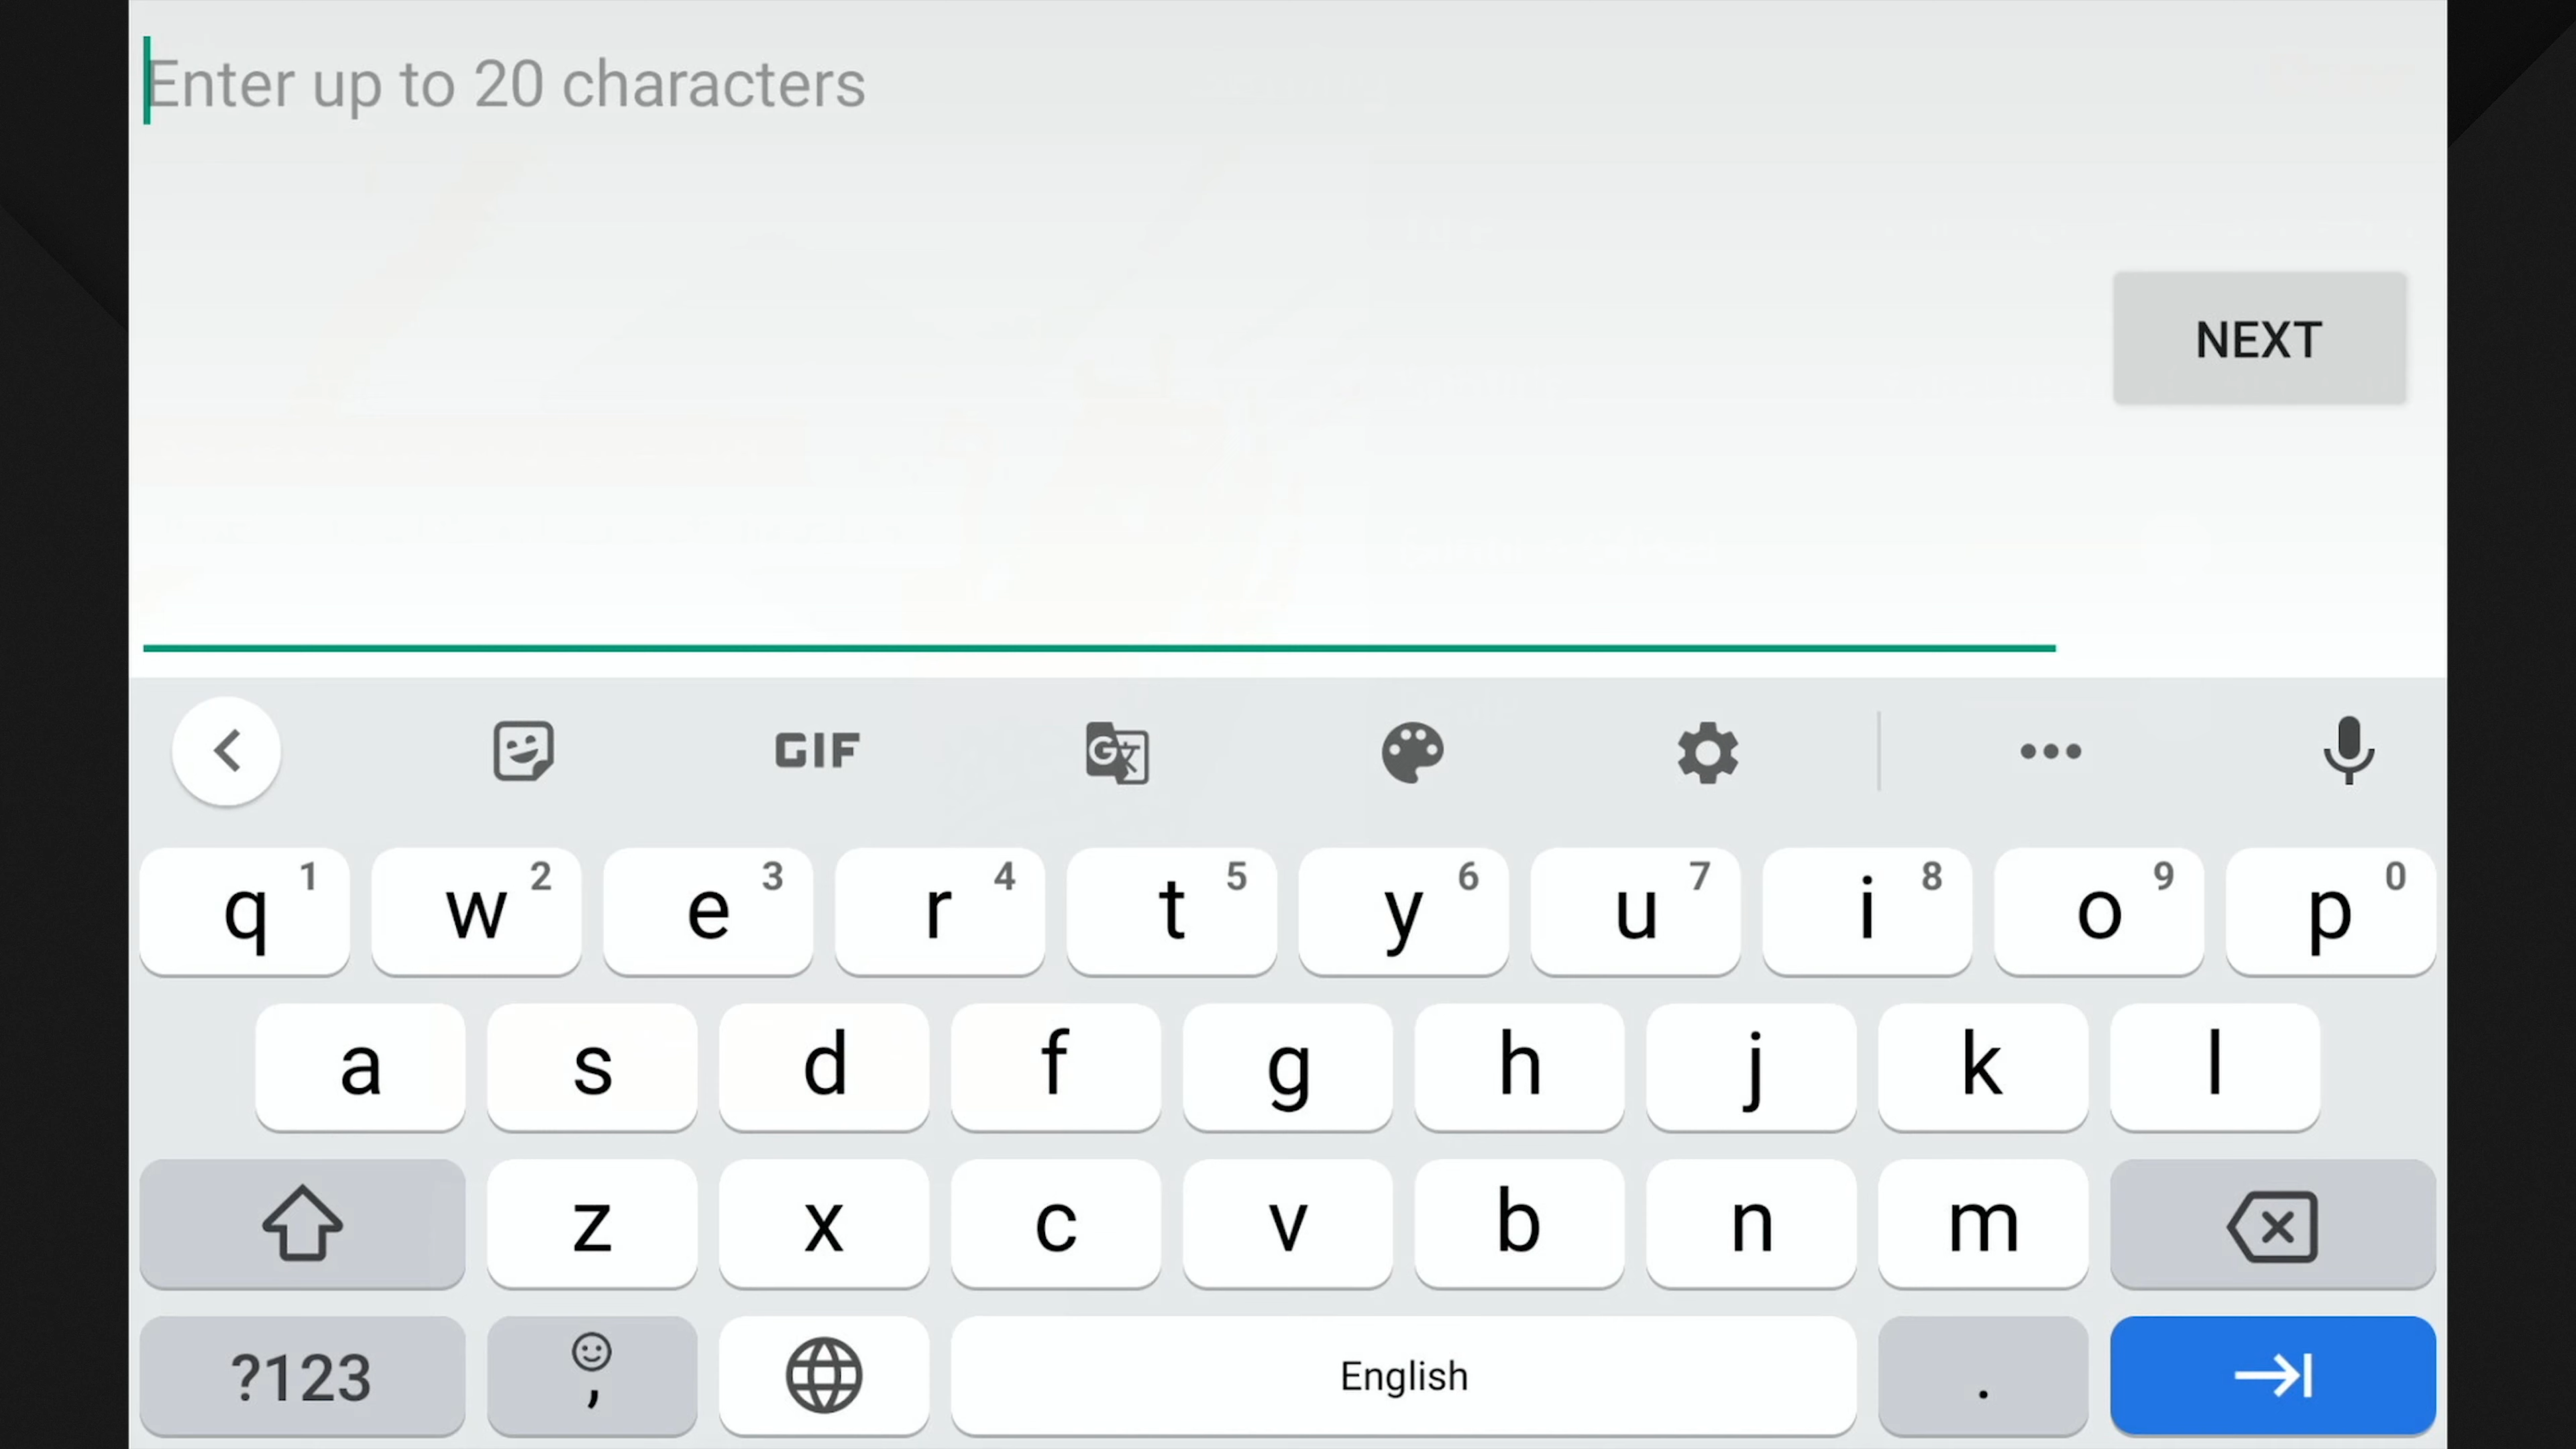 Enter up to 20 characters
NEXT
GIF
G 文
q 1 w 2 e 3 r 4 t 5 y 6 u 7 i 8 o 9 p 0
a s d f g h j k l
z x c v b n m
?123 , English .